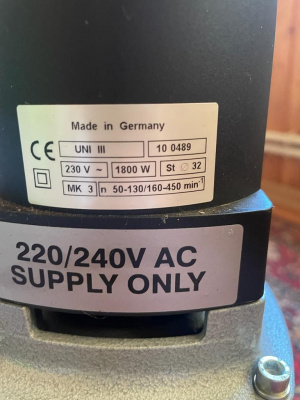 Made in Germany
CE UNI III 10 0489
230 V ~ 1800 W St ⌀ 32
MK 3 n 50-130/160-450 min⁻¹
220/240V AC
SUPPLY ONLY